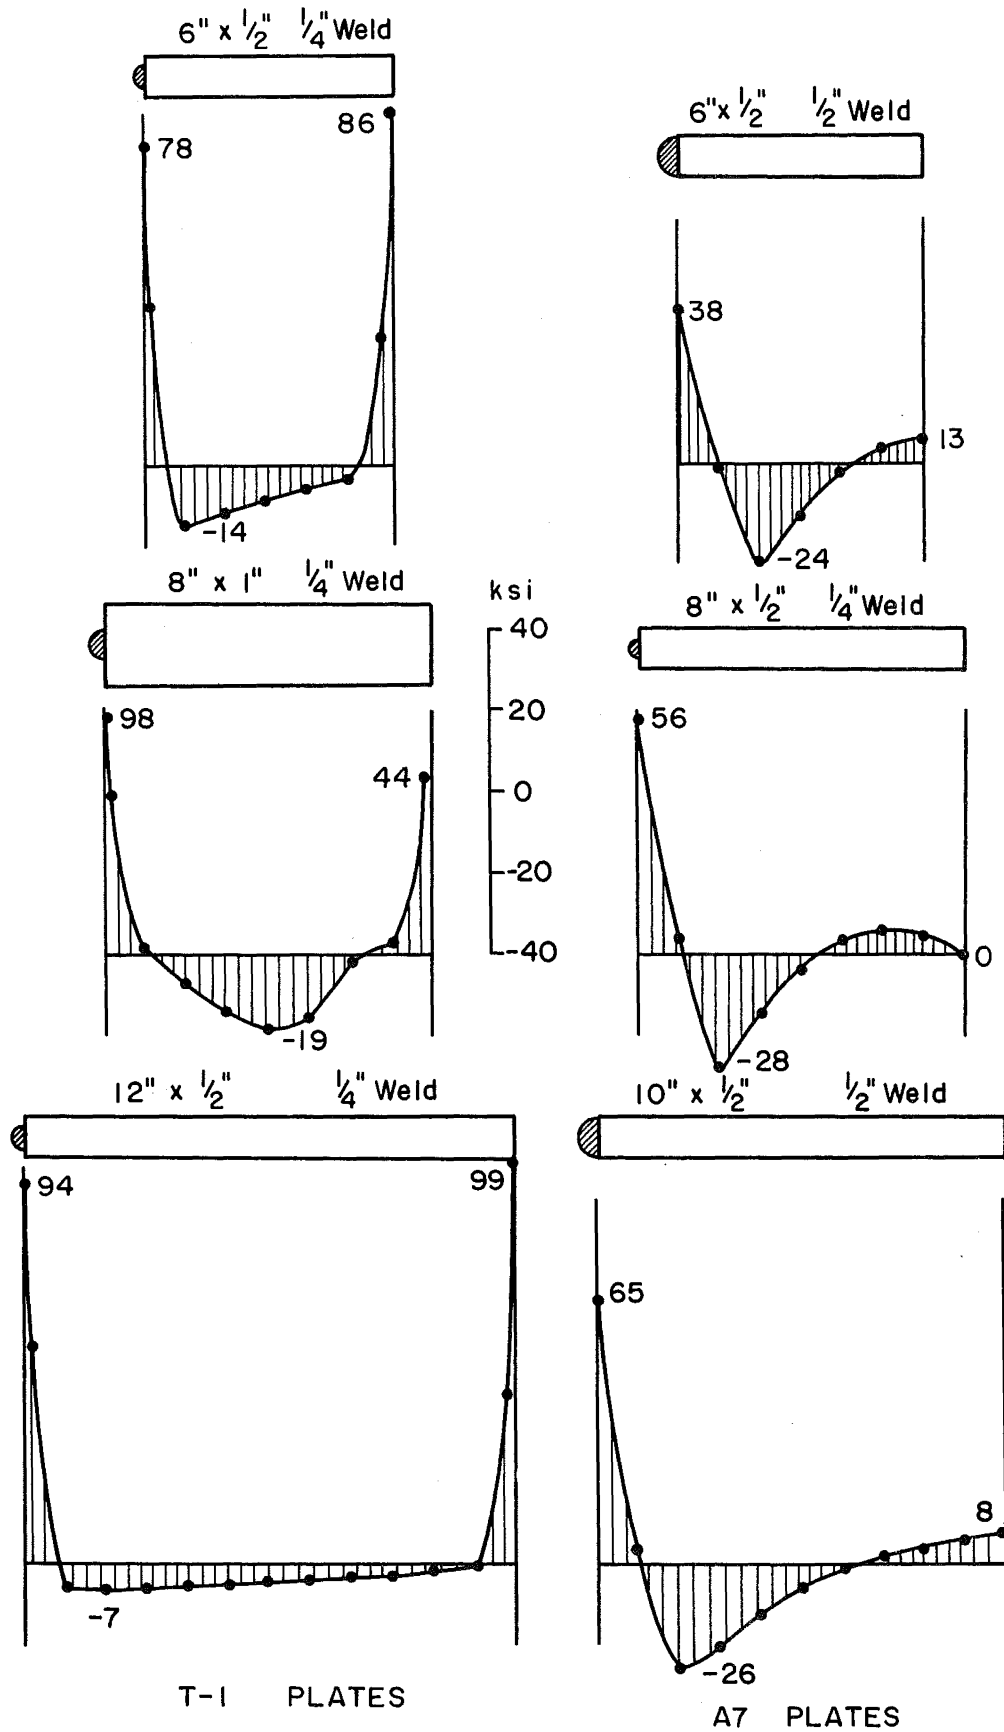 6" x 1/2" 1/4" Weld
86
78
-14
8" x 1" 1/4" Weld
98
44
-19
12" x 1/2" 1/4" Weld
94
99
-7
T-1 PLATES
ksi
40
20
0
-20
-40
6" x 1/2" 1/2" Weld
38
13
-24
8" x 1/2" 1/4" Weld
56
0
-28
10" x 1/2" 1/2" Weld
65
8
-26
A7 PLATES